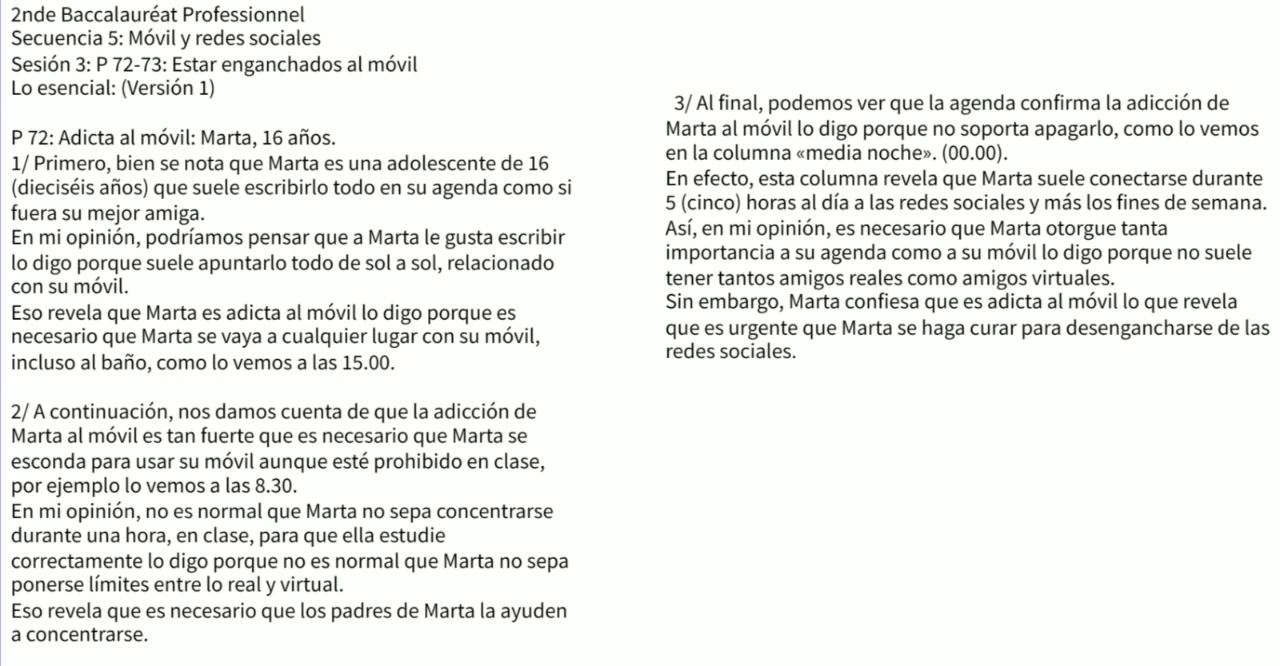 2nde Baccalauréat Professionnel
Secuencia 5: Móvil y redes sociales
Sesión 3: P 72-73: Estar enganchados al móvil
Lo esencial: (Versión 1)
P 72: Adicta al móvil: Marta, 16 años.
1/ Primero, bien se nota que Marta es una adolescente de 16
(dieciséis años) que suele escribirlo todo en su agenda como si
fuera su mejor amiga.
En mi opinión, podríamos pensar que a Marta le gusta escribir
lo digo porque suele apuntarlo todo de sol a sol, relacionado
con su móvil.
Eso revela que Marta es adicta al móvil lo digo porque es
necesario que Marta se vaya a cualquier lugar con su móvil,
incluso al baño, como lo vemos a las 15.00.
2/ A continuación, nos damos cuenta de que la adicción de
Marta al móvil es tan fuerte que es necesario que Marta se
esconda para usar su móvil aunque esté prohibido en clase,
por ejemplo lo vemos a las 8.30.
En mi opinión, no es normal que Marta no sepa concentrarse
durante una hora, en clase, para que ella estudie
correctamente lo digo porque no es normal que Marta no sepa
ponerse límites entre lo real y virtual.
Eso revela que es necesario que los padres de Marta la ayuden
a concentrarse.
3/ Al final, podemos ver que la agenda confirma la adicción de
Marta al móvil lo digo porque no soporta apagarlo, como lo vemos
en la columna «media noche». (00.00).
En efecto, esta columna revela que Marta suele conectarse durante
5 (cinco) horas al día a las redes sociales y más los fines de semana.
Así, en mi opinión, es necesario que Marta otorgue tanta
importancia a su agenda como a su móvil lo digo porque no suele
tener tantos amigos reales como amigos virtuales.
Sin embargo, Marta confiesa que es adicta al móvil lo que revela
que es urgente que Marta se haga curar para desengancharse de las
redes sociales.